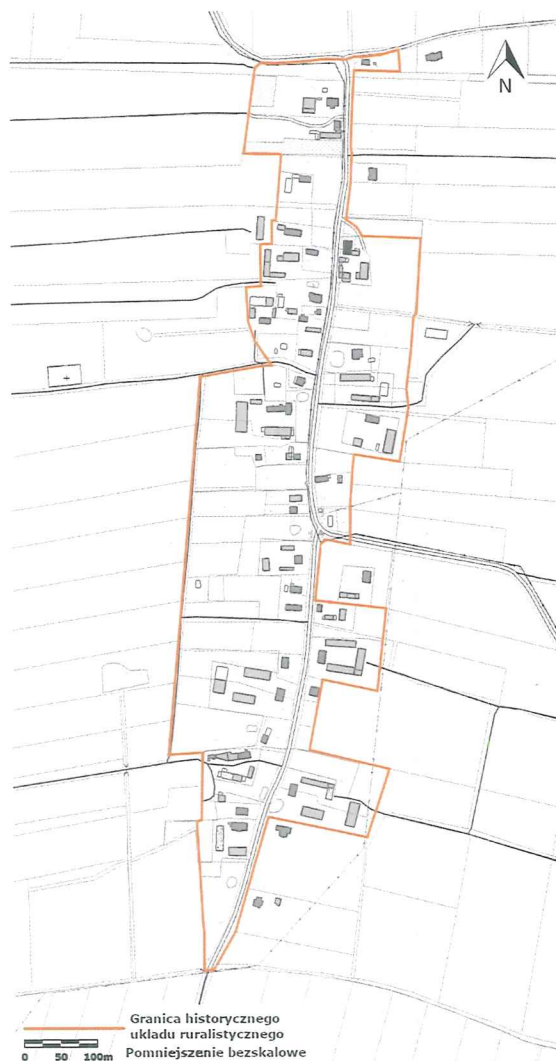 N
Granica historycznego
układu ruralistycznego
0 50 100m Pomniejszenie bezskalowe